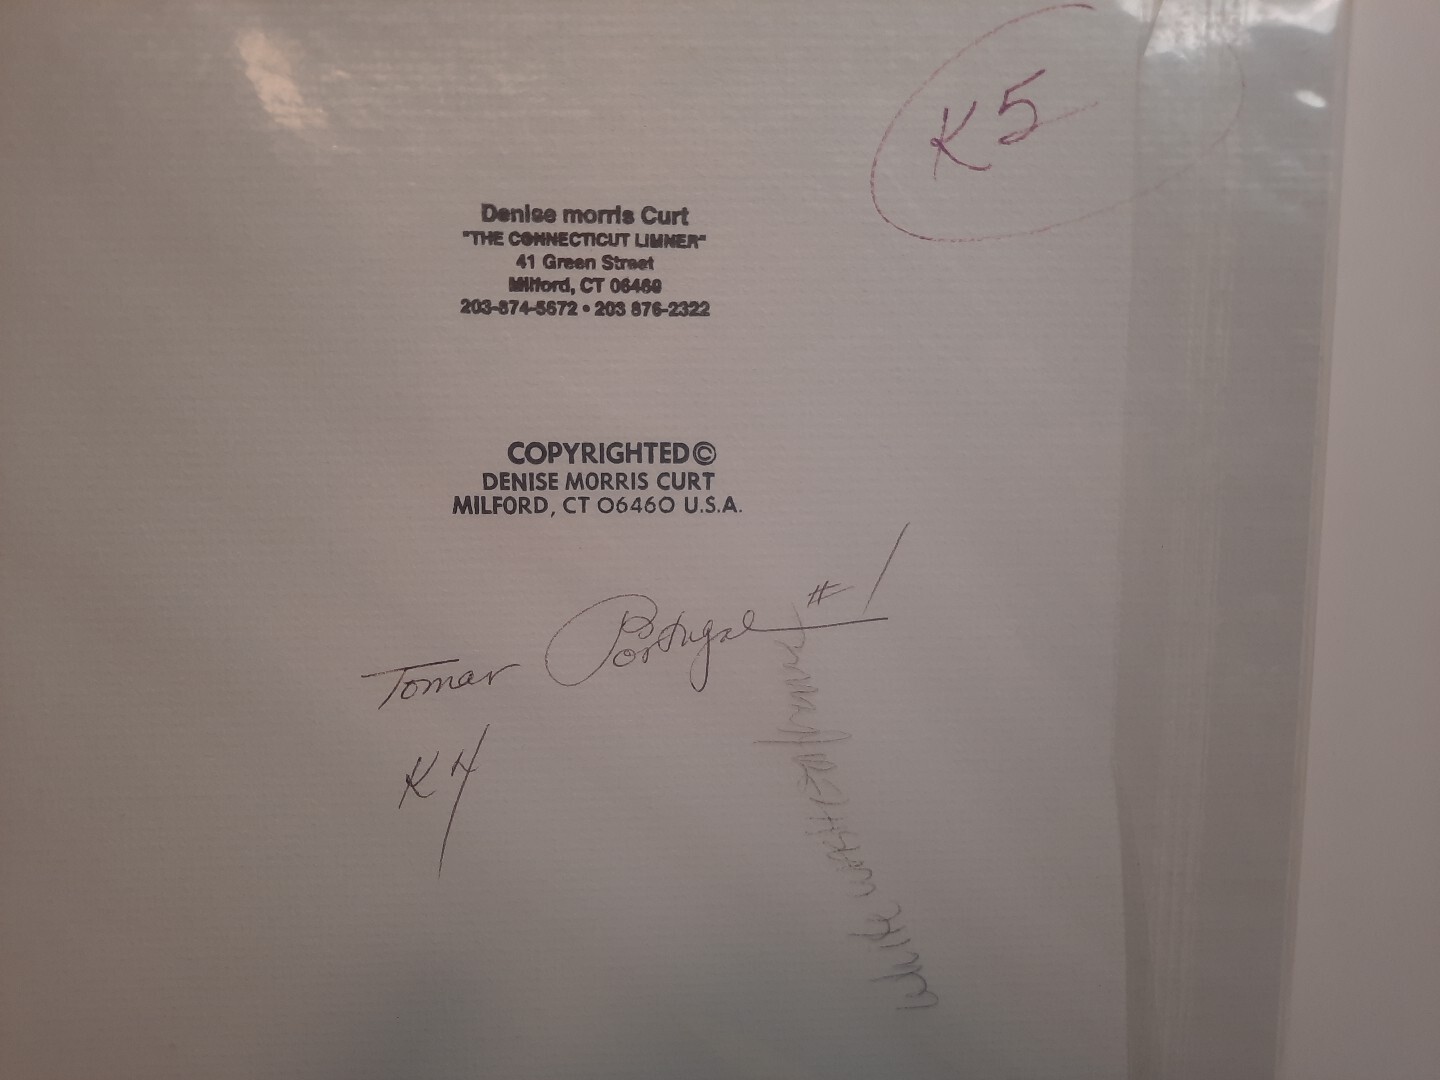 K5
Denise morris Curt
"THE CONNECTICUT LIMNER"
41 Green Street
Milford, CT 06460
203-874-5672 • 203 876-2322
COPYRIGHTED©
DENISE MORRIS CURT
MILFORD, CT 06460 U.S.A.
Tomar Portugal #1
K4
White